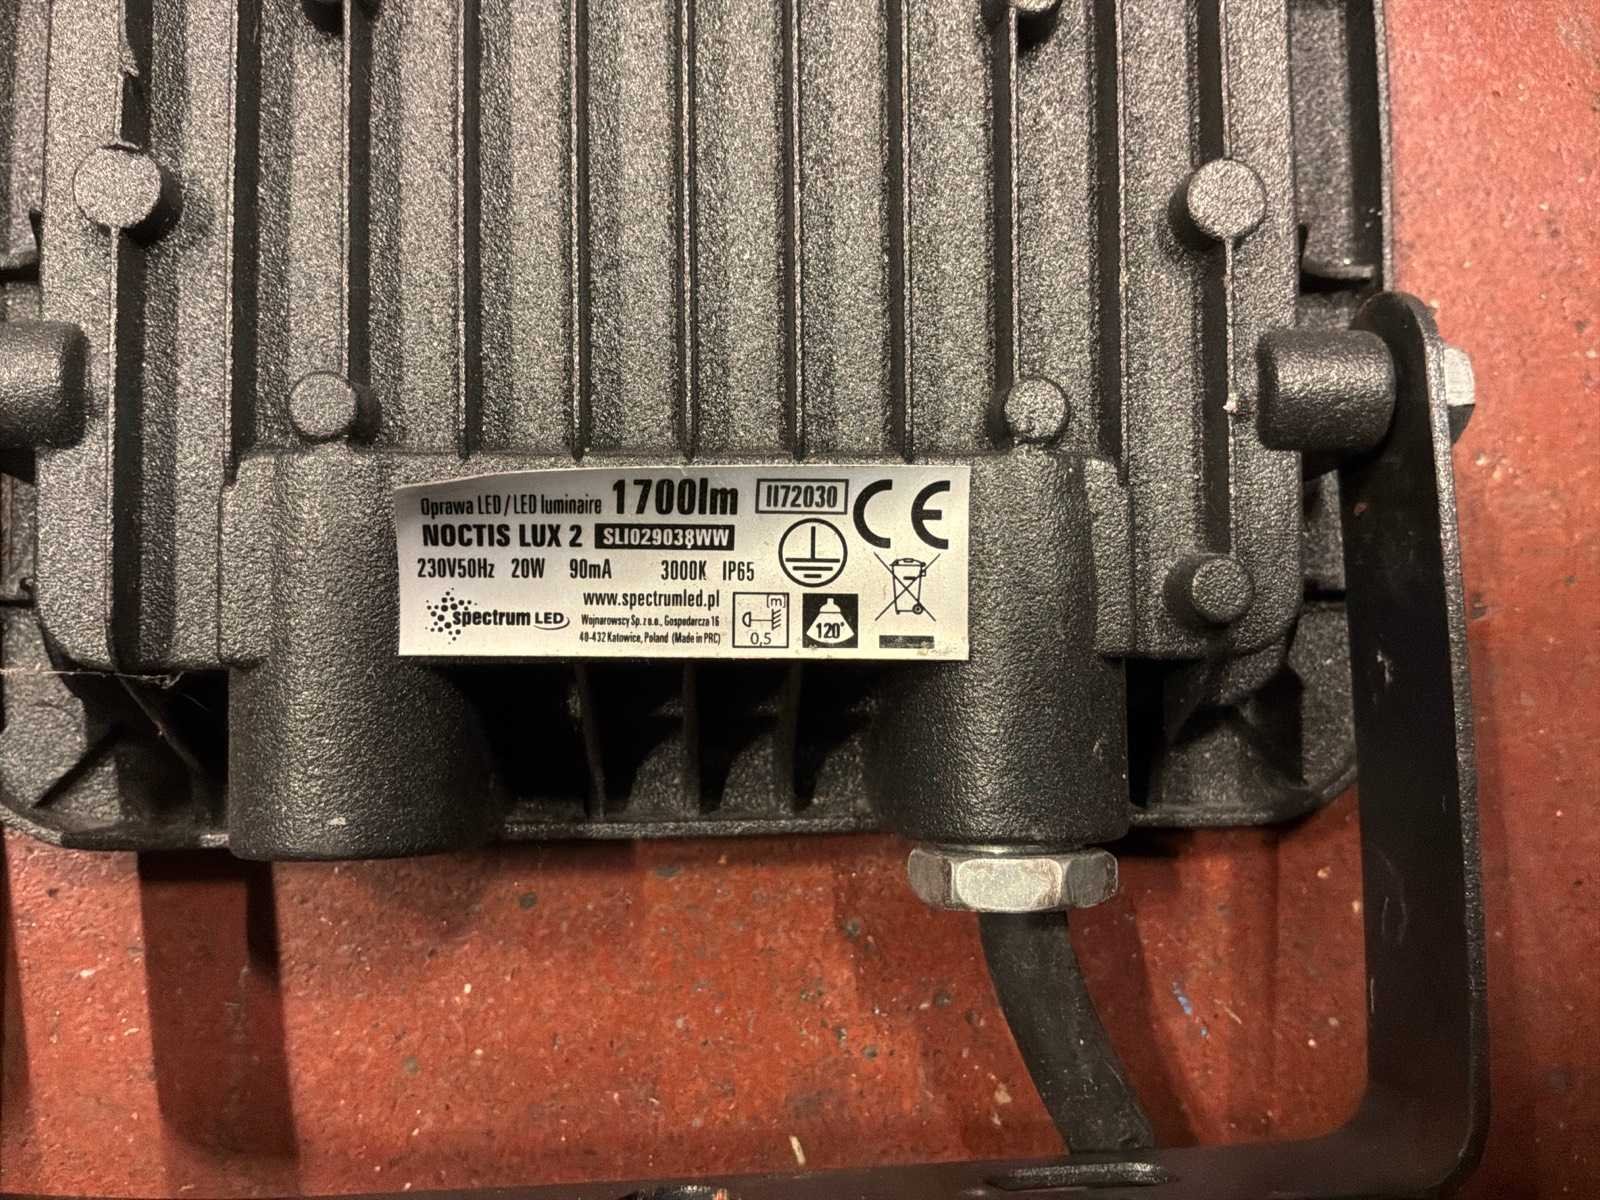 Oprawa LED / LED luminaire 1700lm II72030 CE
NOCTIS LUX 2 SLI029038WW
230V50Hz 20W 90mA 3000K IP65
spectrum LED
www.spectrumled.pl
Wojnarowscy Sp. z o.o., Gospodarcza 16
40-432 Katowice, Poland (Made in PRC)
[m]
0,5
120°